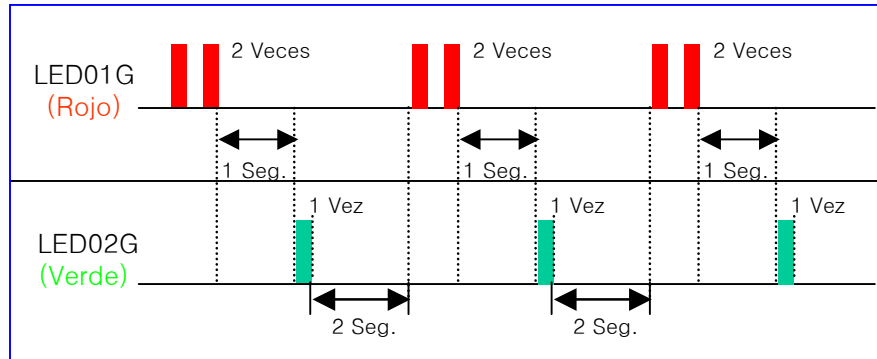 2 Veces
2 Veces
2 Veces
LED01G
(Rojo)
1 Seg.
1 Seg.
1 Seg.
1 Vez
1 Vez
1 Vez
LED02G
(Verde)
2 Seg.
2 Seg.